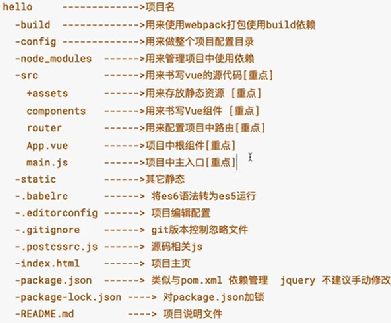 hello ------------->项目名
-build ------------->用来使用webpack打包使用build依赖
-config ------------->用来做整个项目配置目录
-node_modules ------>用来管理项目中使用依赖
-src ------>用来书写vue的源代码[重点]
+assets ------>用来存放静态资源 [重点]
components ------>用来书写Vue组件 [重点]
router ------>用来配置项目中路由[重点]
App.vue ------>项目中根组件[重点]
main.js ------>项目中主入口[重点]
-static ------>其它静态
-.babelrc ------> 将es6语法转为es5运行
-.editorconfig ------> 项目编辑配置
-.gitignore ------> git版本控制忽略文件
-.postcssrc.js ------> 源码相关js
-index.html ------> 项目主页
-package.json ------> 类似与pom.xml 依赖管理 jquery 不建议手动修改
-package-lock.json ----> 对package.json加锁
-README.md ----> 项目说明文件